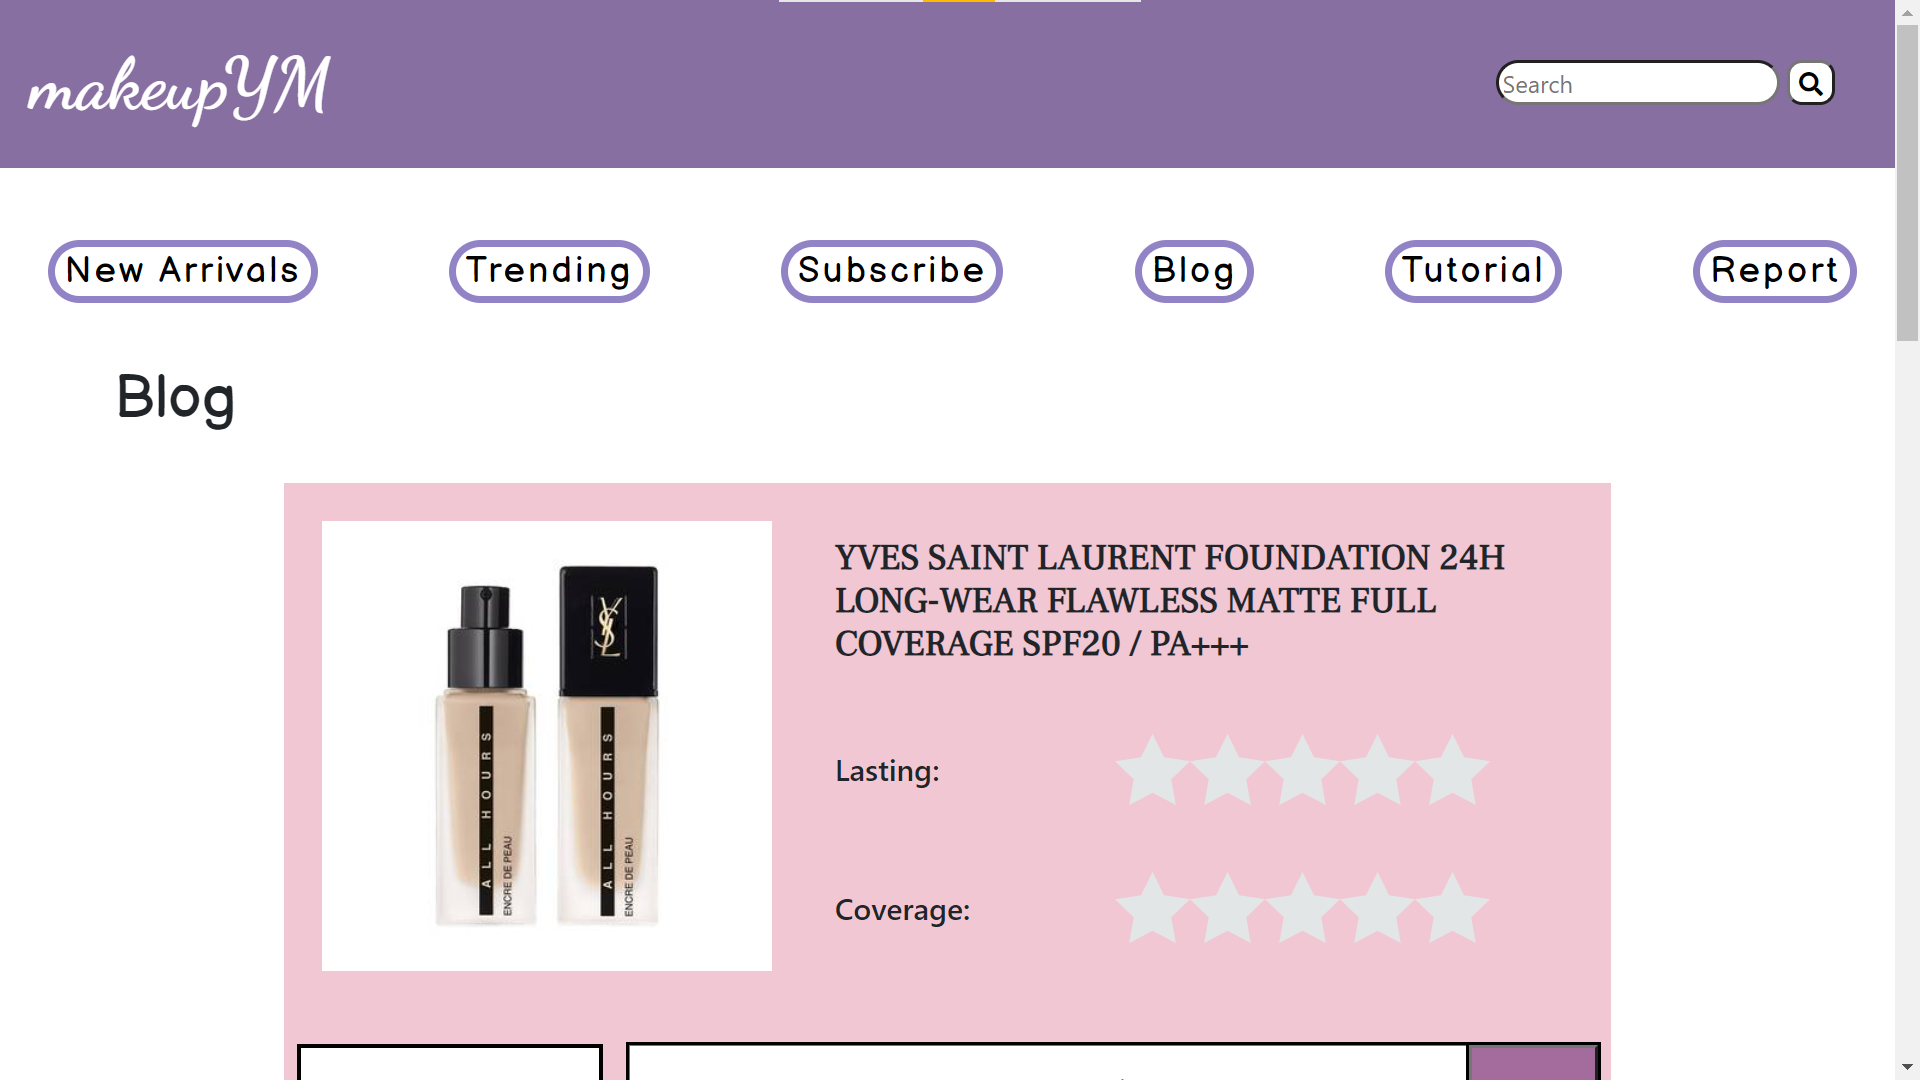 makeupYM
Search
New Arrivals
Trending
Subscribe
Blog
Tutorial
Report
Blog
YVES SAINT LAURENT FOUNDATION 24H
LONG-WEAR FLAWLESS MATTE FULL
COVERAGE SPF20 / PA+++
YSL
ALL HOURS
ENCRE DE PEAU
ALL HOURS
ENCRE DE PEAU
Lasting:
Coverage: